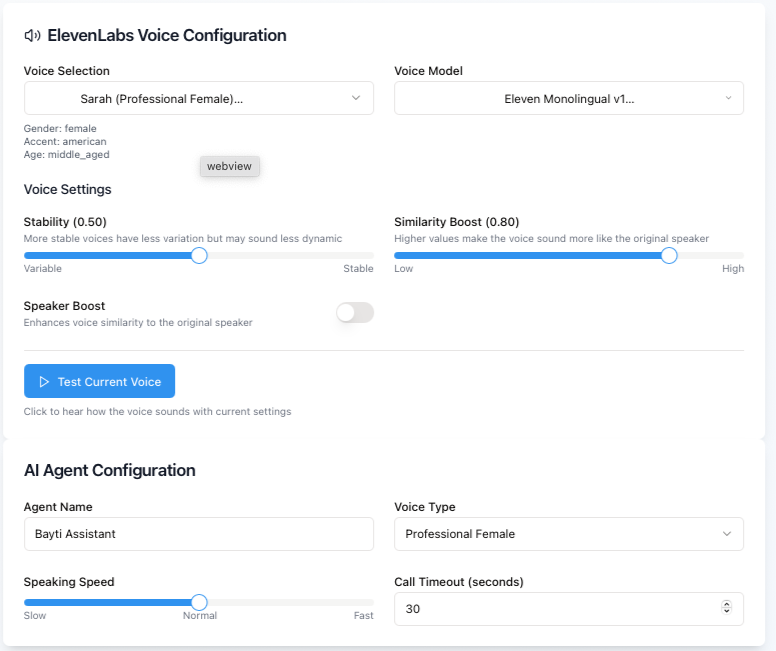 ElevenLabs Voice Configuration
Voice Selection
Voice Model
Sarah (Professional Female)...
Eleven Monolingual v1...
Gender: female
Accent: american
Age: middle_aged
webview
Voice Settings
Stability (0.50)
Similarity Boost (0.80)
More stable voices have less variation but may sound less dynamic
Higher values make the voice sound more like the original speaker
Variable
Stable
Low
High
Speaker Boost
Enhances voice similarity to the original speaker
Test Current Voice
Click to hear how the voice sounds with current settings
AI Agent Configuration
Agent Name
Voice Type
Bayti Assistant
Professional Female
Speaking Speed
Call Timeout (seconds)
30
Slow
Normal
Fast